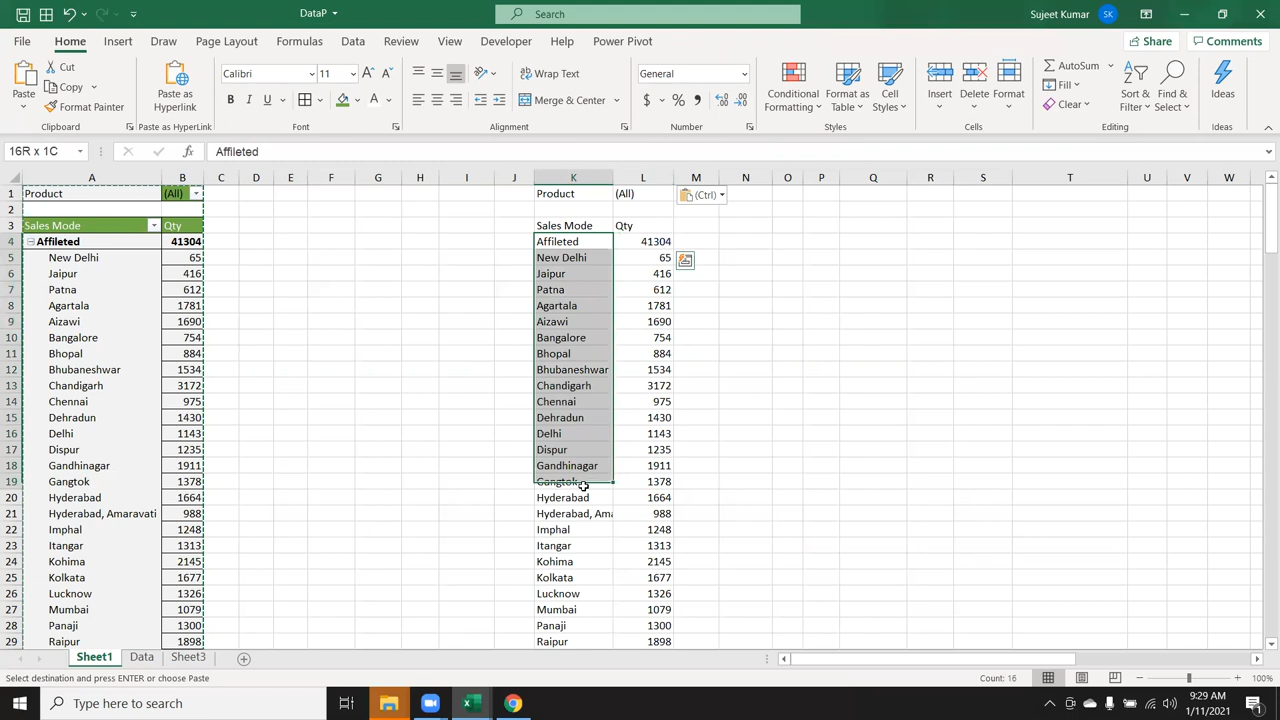 DataP
Search
Sujeet Kumar
SK
File
Home
Insert
Draw
Page Layout
Formulas
Data
Review
View
Developer
Help
Power Pivot
Share
Comments
Paste
Cut
Copy
Format Painter
Clipboard
Paste as
Hyperlink
Paste as HyperLink
Calibri
11
B
I
U
Font
Wrap Text
Merge & Center
Alignment
General
$
%
Number
Conditional
Formatting
Format as
Table
Cell
Styles
Styles
Insert
Delete
Format
Cells
AutoSum
Fill
Clear
Sort &
Filter
Find &
Select
Editing
Ideas
Ideas
16R x 1C
fx
Affileted
A B C D E F G H I J K L M N O P Q R S T U V W
1 Product (All) Product (All) (Ctrl)
2
3 Sales Mode Qty Sales Mode Qty
4 Affileted 41304 Affileted 41304
5 New Delhi 65 New Delhi 65
6 Jaipur 416 Jaipur 416
7 Patna 612 Patna 612
8 Agartala 1781 Agartala 1781
9 Aizawi 1690 Aizawi 1690
10 Bangalore 754 Bangalore 754
11 Bhopal 884 Bhopal 884
12 Bhubaneshwar 1534 Bhubaneshwar 1534
13 Chandigarh 3172 Chandigarh 3172
14 Chennai 975 Chennai 975
15 Dehradun 1430 Dehradun 1430
16 Delhi 1143 Delhi 1143
17 Dispur 1235 Dispur 1235
18 Gandhinagar 1911 Gandhinagar 1911
19 Gangtok 1378 Gangtok 1378
20 Hyderabad 1664 Hyderabad 1664
21 Hyderabad, Amaravati 988 Hyderabad, Ama 988
22 Imphal 1248 Imphal 1248
23 Itangar 1313 Itangar 1313
24 Kohima 2145 Kohima 2145
25 Kolkata 1677 Kolkata 1677
26 Lucknow 1326 Lucknow 1326
27 Mumbai 1079 Mumbai 1079
28 Panaji 1300 Panaji 1300
29 Raipur 1898 Raipur 1898
Sheet1
Data
Sheet3
Select destination and press ENTER or choose Paste
Count: 16
100%
Type here to search
9:29 AM
1/11/2021